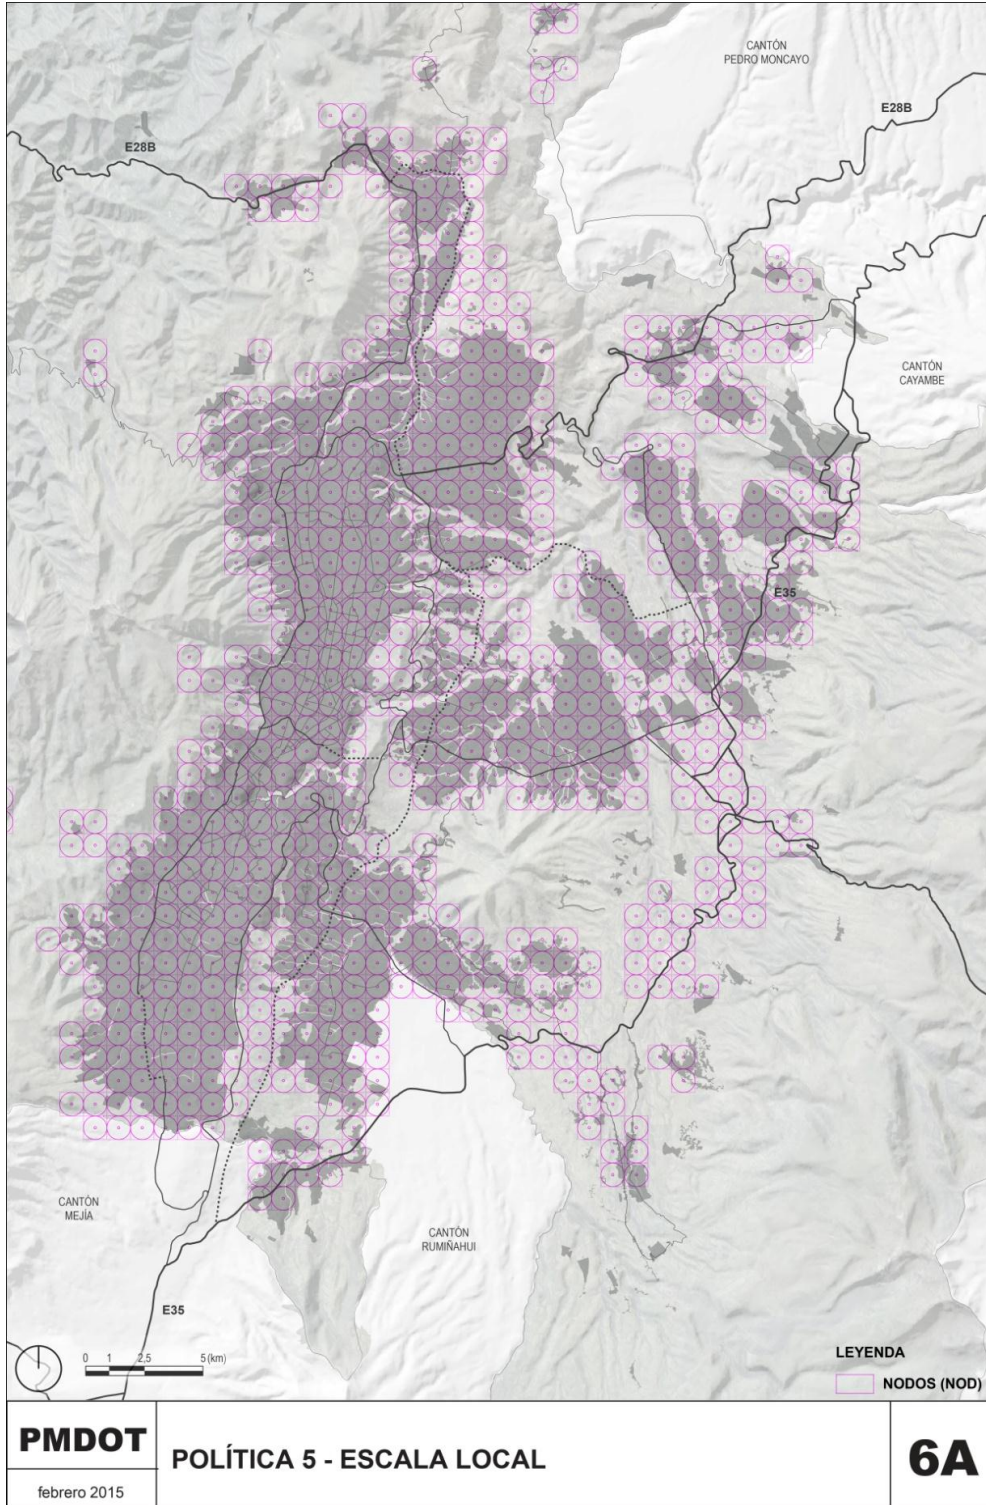 CANTÓN
PEDRO MONCAYO
E28B
E28B
CANTÓN
CAYAMBE
E35
CANTÓN
MEJÍA
CANTÓN
RUMIÑAHUI
E35
0 1 2,5 5 (km)
LEYENDA
NODOS (NOD)
PMDOT
febrero 2015
POLÍTICA 5 - ESCALA LOCAL
6A